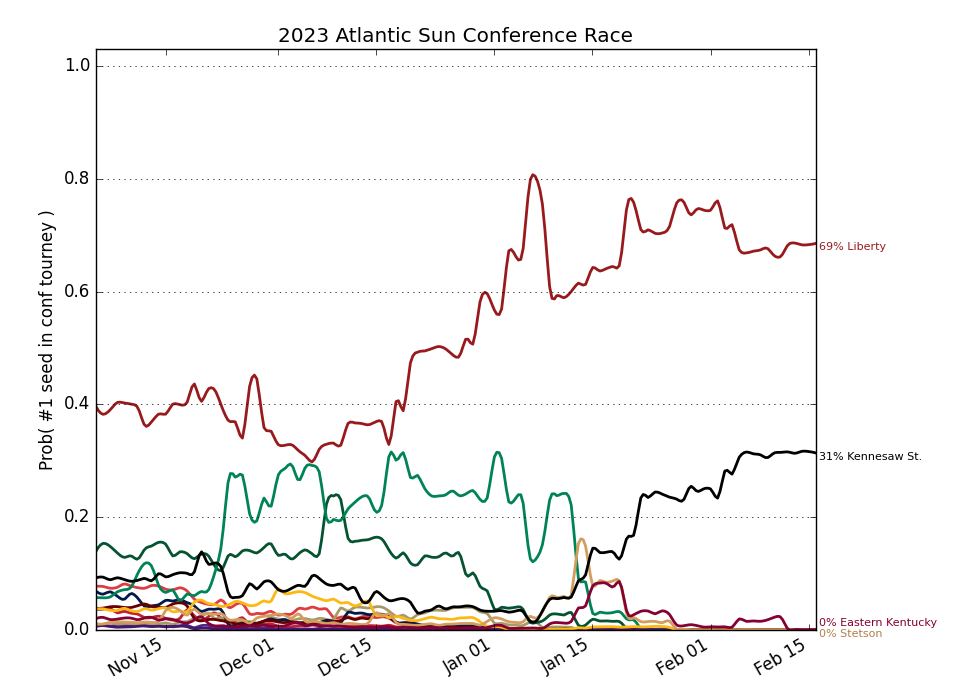 2023 Atlantic Sun Conference Race
Prob( #1 seed in conf tourney )
1.0
0.8
0.6
0.4
0.2
0.0
69% Liberty
31% Kennesaw St.
0% Eastern Kentucky
0% Stetson
Nov 15
Dec 01
Dec 15
Jan 01
Jan 15
Feb 01
Feb 15